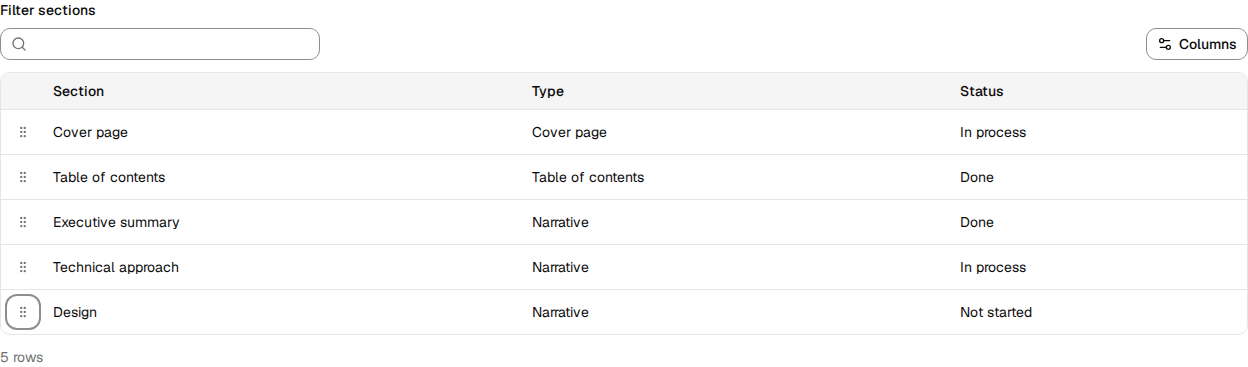 Filter sections
Columns
Section Type Status
Cover page Cover page In process
Table of contents Table of contents Done
Executive summary Narrative Done
Technical approach Narrative In process
Design Narrative Not started
5 rows